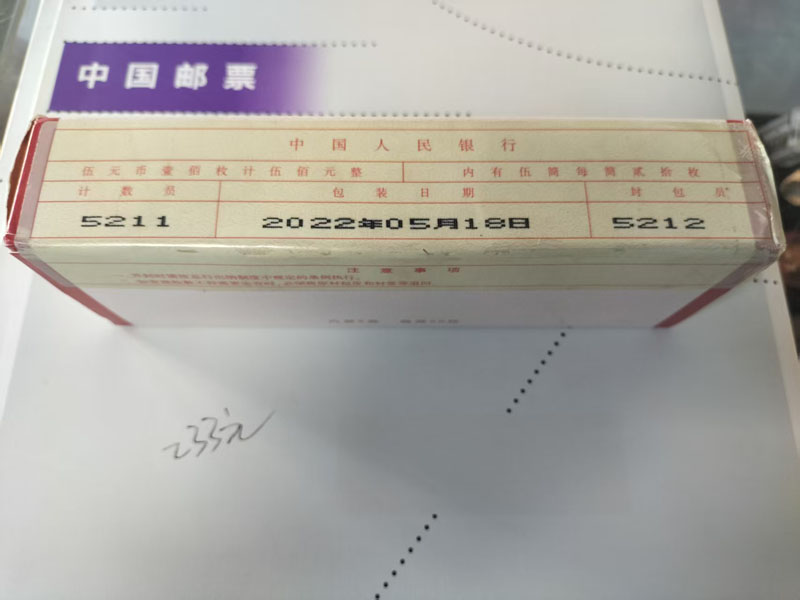 中国邮票
中国人民银行
伍元币壹佰枚计伍佰元整 内有伍筒每筒贰拾枚
计数员 包装日期 封包员
5211 2022年05月18日 5212
注意事项
233元